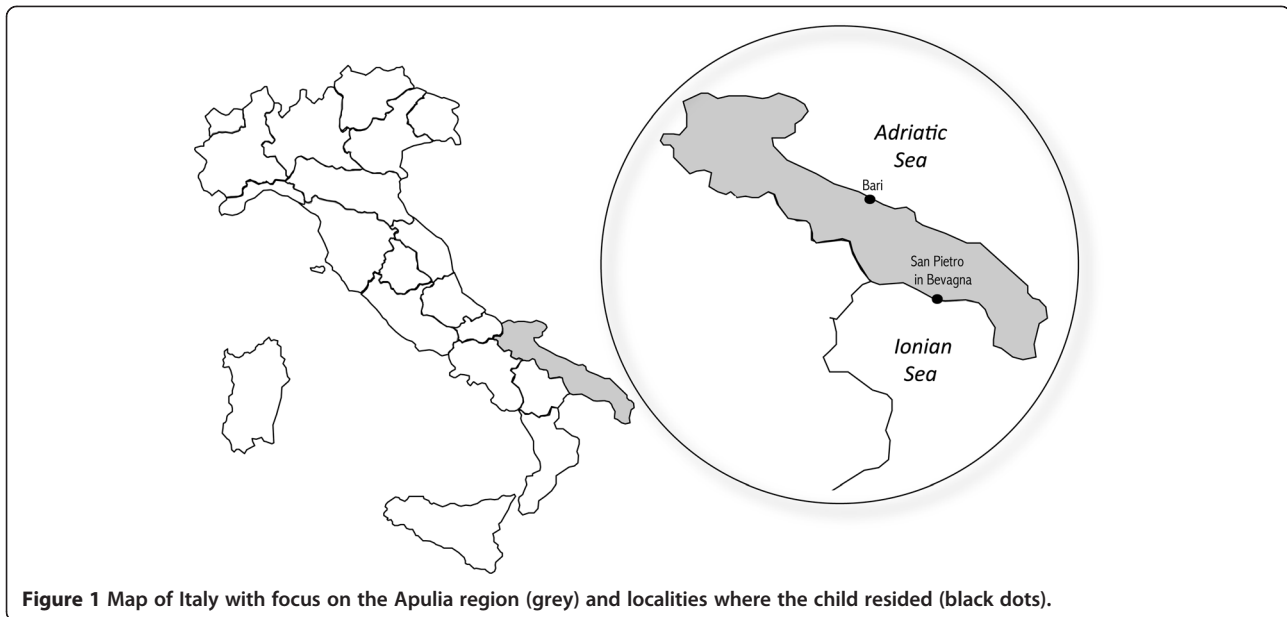 Adriatic
Sea
Bari
San Pietro
in Bevagna
Ionian
Sea
Figure 1 Map of Italy with focus on the Apulia region (grey) and localities where the child resided (black dots).